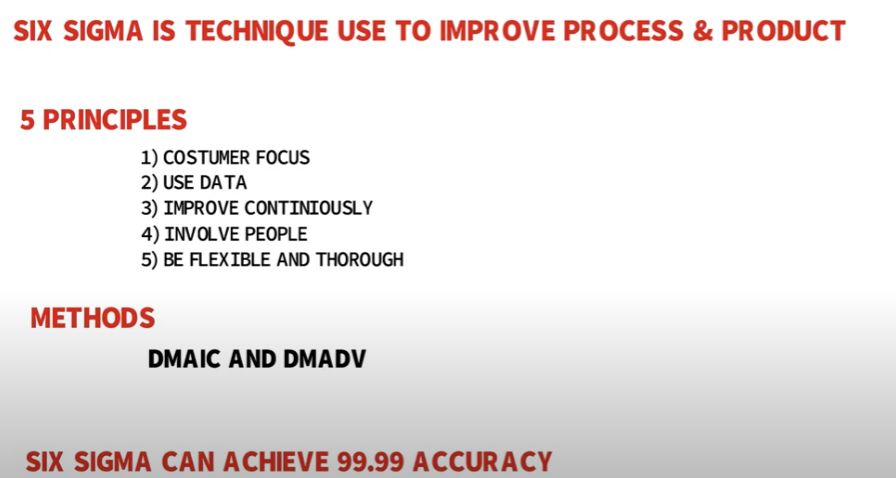 SIX SIGMA IS TECHNIQUE USE TO IMPROVE PROCESS & PRODUCT
5 PRINCIPLES
1) COSTUMER FOCUS
2) USE DATA
3) IMPROVE CONTINIOUSLY
4) INVOLVE PEOPLE
5) BE FLEXIBLE AND THOROUGH
METHODS
DMAIC AND DMADV
SIX SIGMA CAN ACHIEVE 99.99 ACCURACY